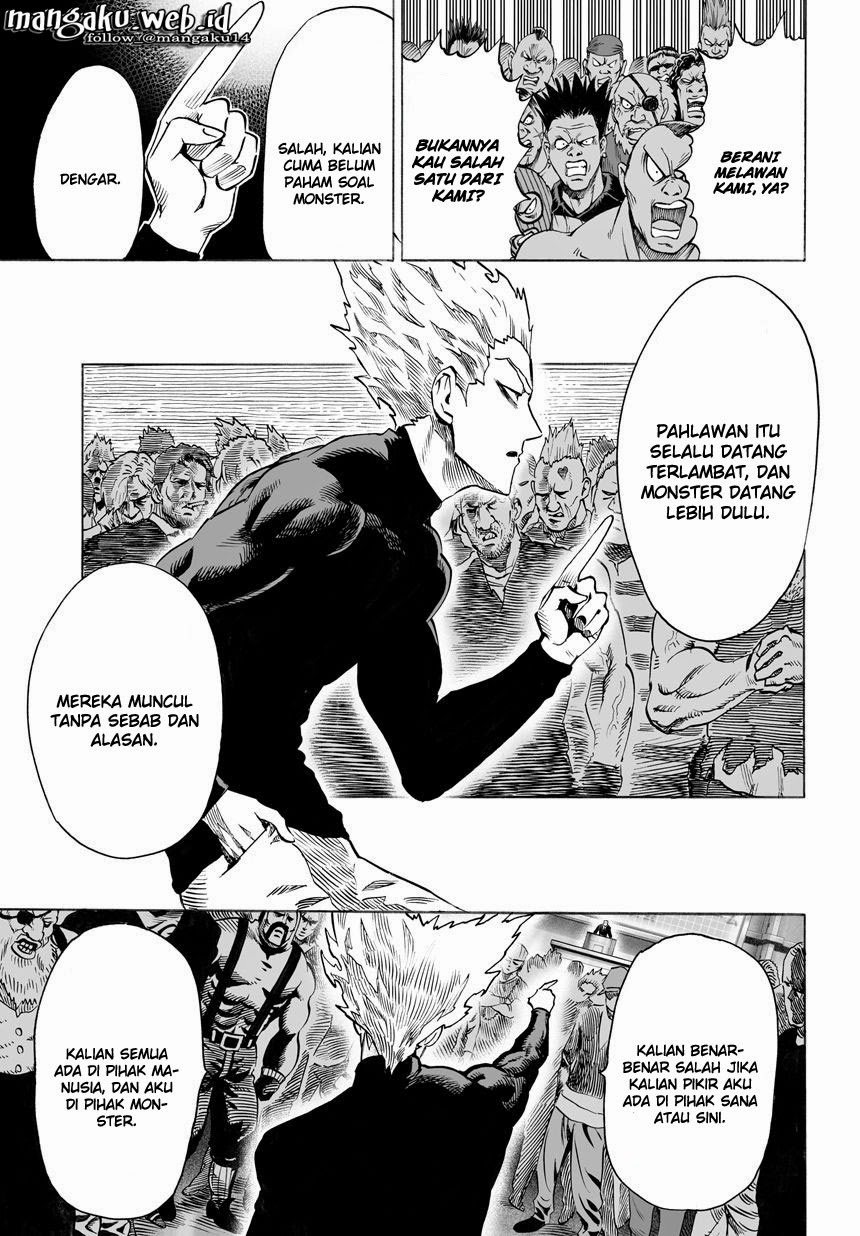 mangaku.web.id
follow @mangaku14
BERANI
MELAWAN
KAMI, YA?
BUKANNYA
KAU SALAH
SATU DARI
KAMI?
SALAH, KALIAN
CUMA BELUM
PAHAM SOAL
MONSTER.
DENGAR.
PAHLAWAN ITU
SELALU DATANG
TERLAMBAT, DAN
MONSTER DATANG
LEBIH DULU.
MEREKA MUNCUL
TANPA SEBAB DAN
ALASAN.
KALIAN BENAR-
BENAR SALAH JIKA
KALIAN PIKIR AKU
ADA DI PIHAK SANA
ATAU SINI.
KALIAN SEMUA
ADA DI PIHAK MA-
NUSIA, DAN AKU
DI PIHAK MON-
STER.